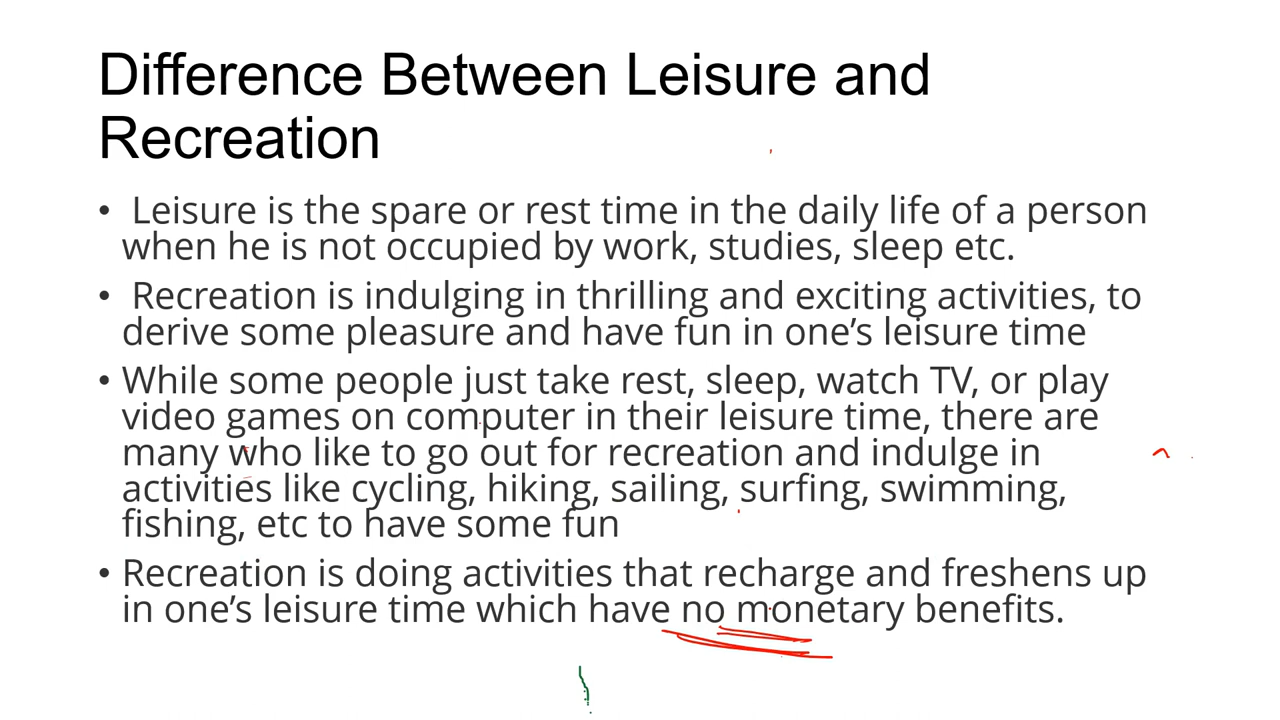 Difference Between Leisure and
Recreation
• Leisure is the spare or rest time in the daily life of a person
when he is not occupied by work, studies, sleep etc.
• Recreation is indulging in thrilling and exciting activities, to
derive some pleasure and have fun in one’s leisure time
• While some people just take rest, sleep, watch TV, or play
video games on computer in their leisure time, there are
many who like to go out for recreation and indulge in
activities like cycling, hiking, sailing, surfing, swimming,
fishing, etc to have some fun
• Recreation is doing activities that recharge and freshens up
in one’s leisure time which have no monetary benefits.